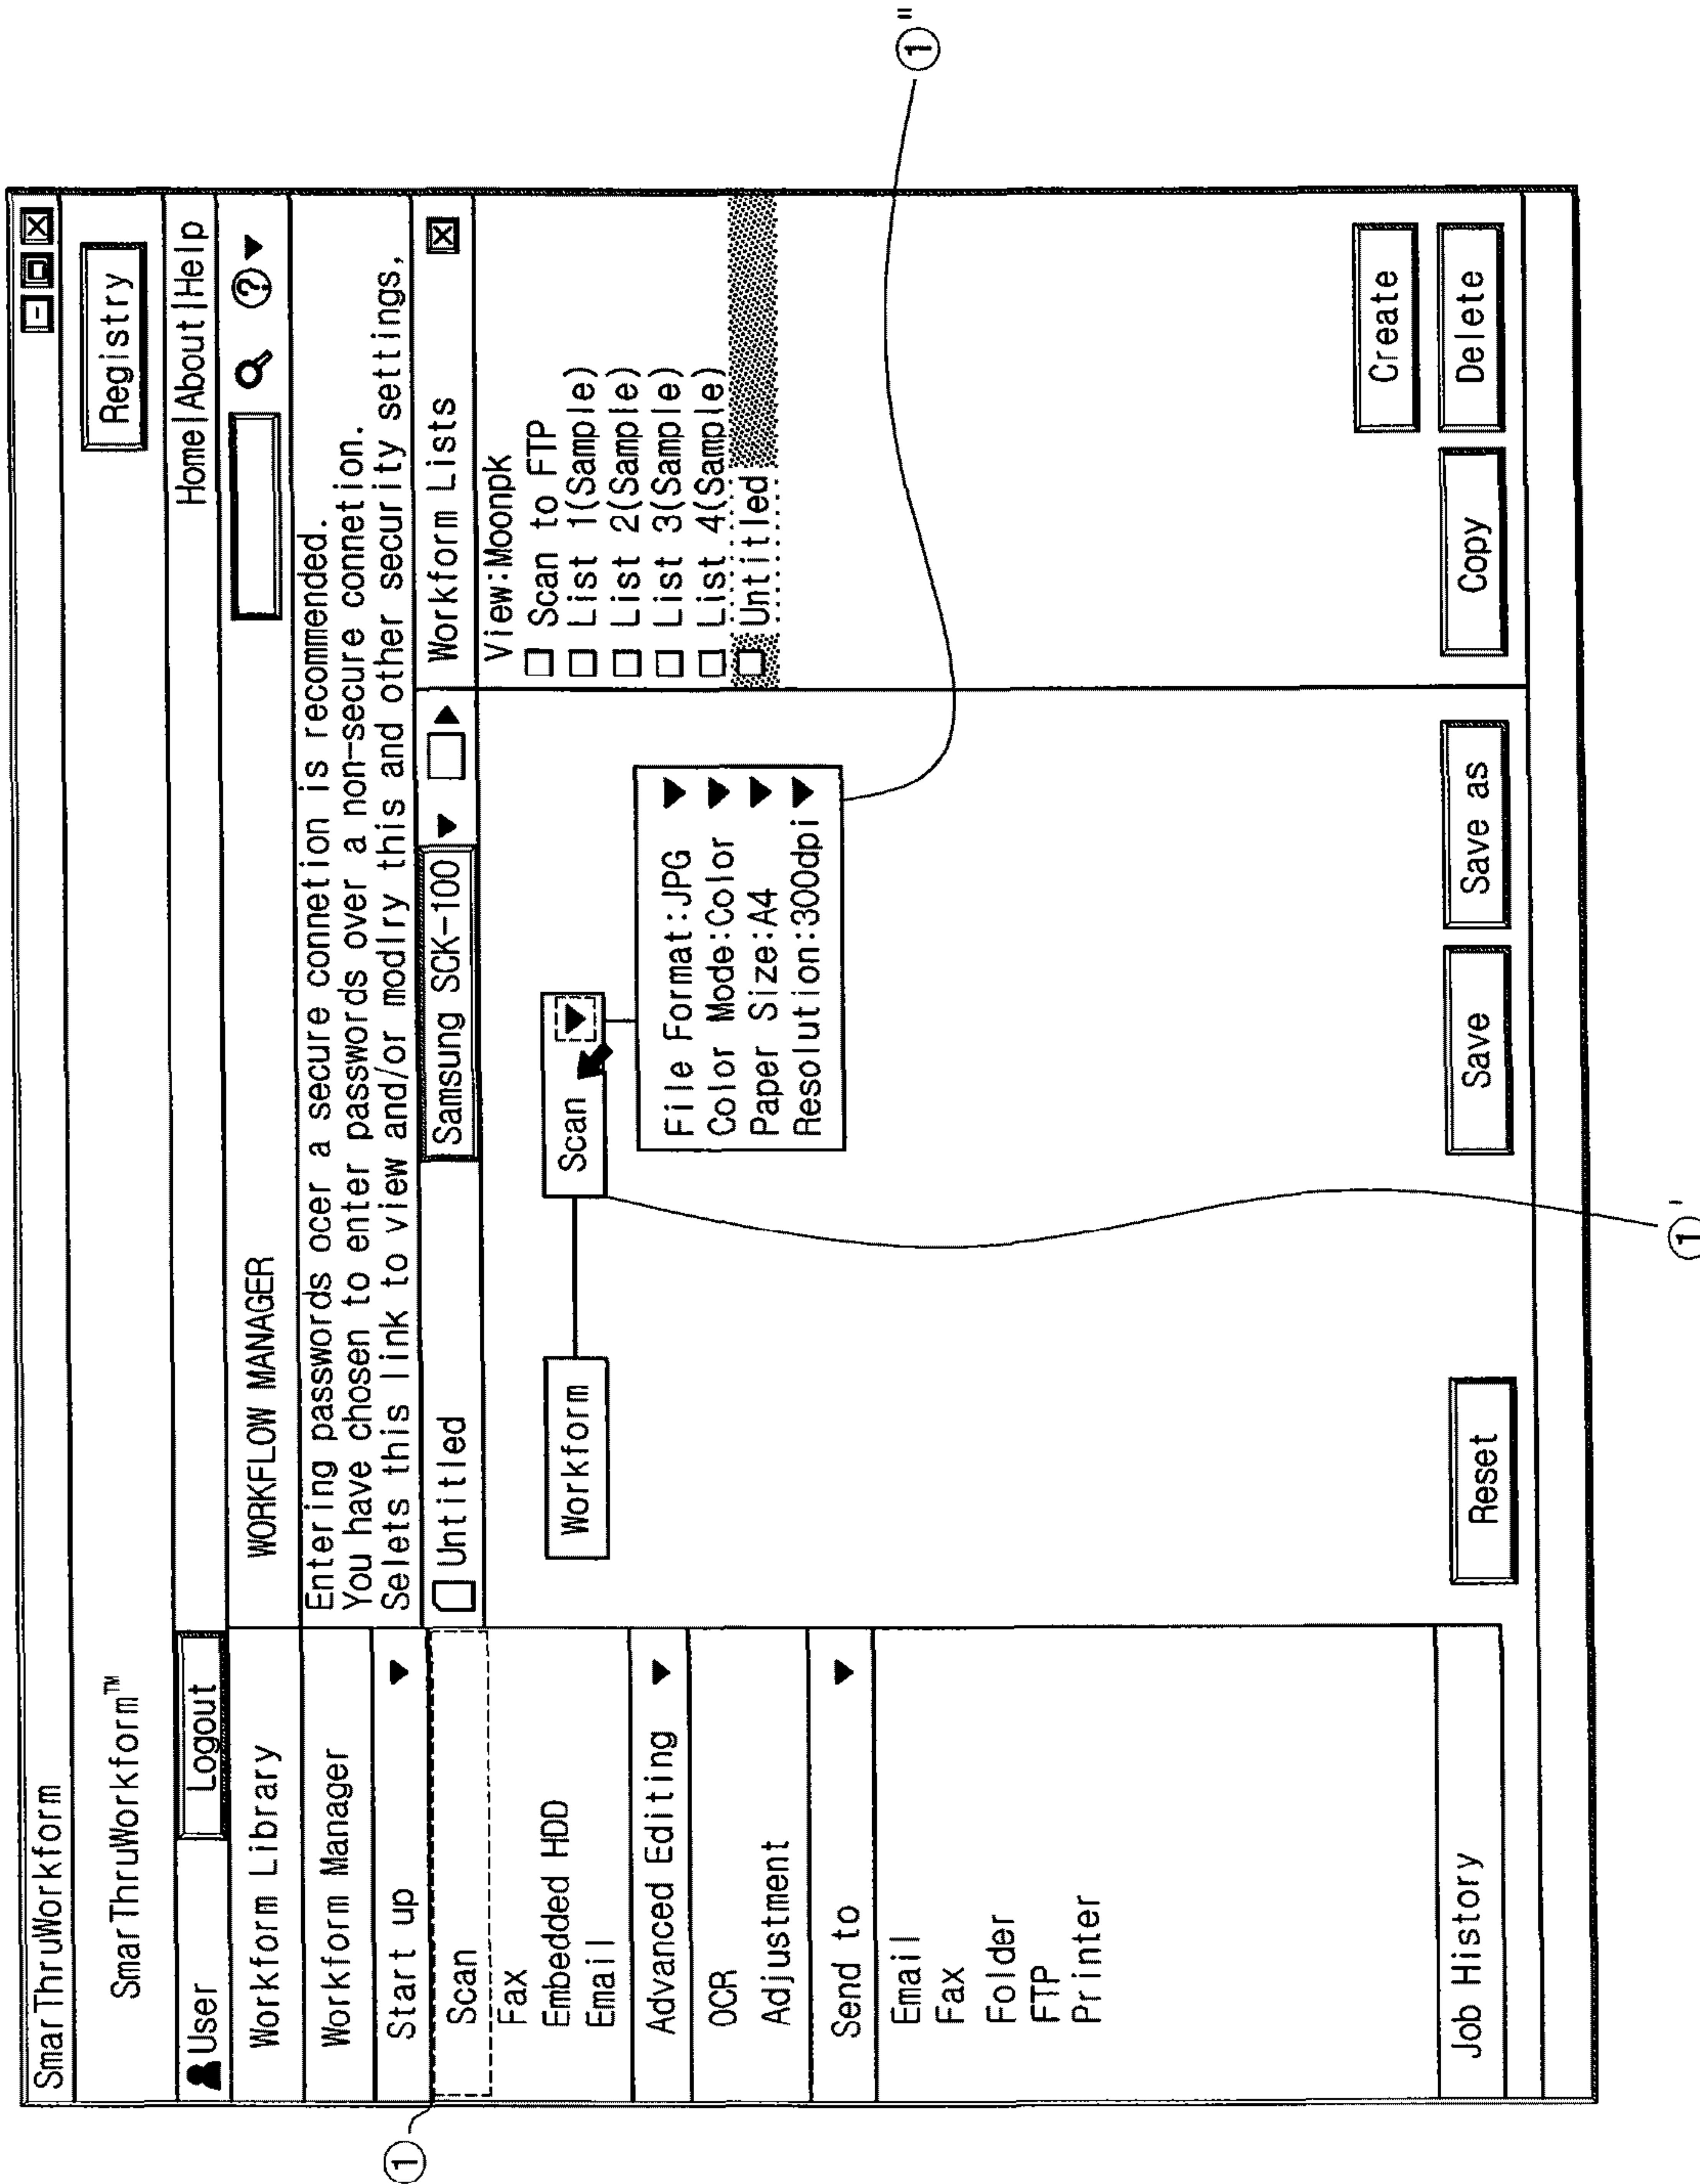 SmarThruWorkform
SmarThruWorkform™
Registry
User
Logout
Home|About|Help
Workform Library
WORKFLOW MANAGER
?
Workform Manager
Entering passwords ocer a secure connetion is recommended.
You have chosen to enter passwords over a non-secure connetion.
Selets this link to view and/or modlry this and other security settings,
Start up
Untitled
Samsung SCK-100
Workform Lists
Scan
Fax
Embedded HDD
Email
Advanced Editing
OCR
Adjustment
Send to
Email
Fax
Folder
FTP
Printer
Job History
Workform
Scan
File Format:JPG
Color Mode:Color
Paper Size:A4
Resolution:300dpi
View:Moonpk
Scan to FTP
List 1(Sample)
List 2(Sample)
List 3(Sample)
List 4(Sample)
Untitled
Create
Reset
Save
Save as
Copy
Delete
①
①'
①"